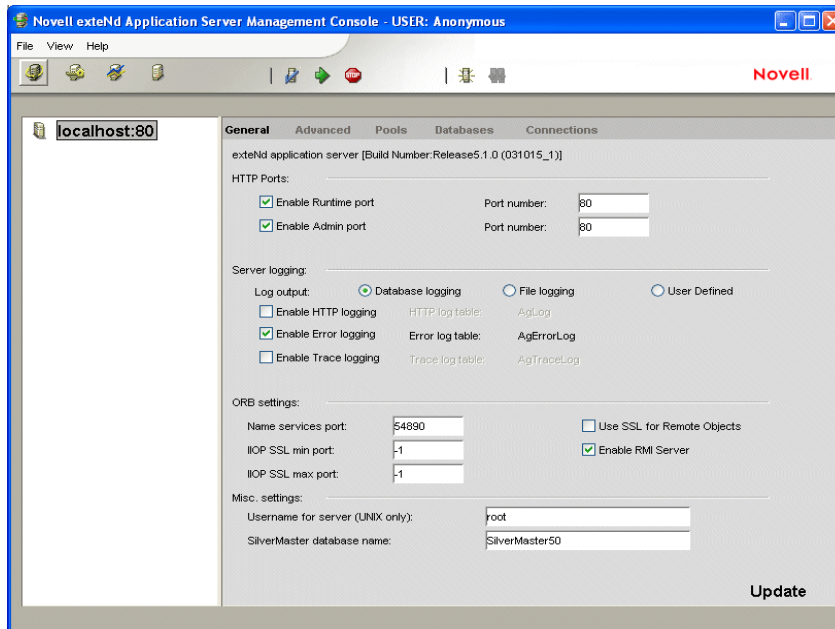 Novell exteNd Application Server Management Console - USER: Anonymous
File View Help
STOP
Novell
localhost:80
General Advanced Pools Databases Connections
exteNd application server [Build Number:Release5.1.0 (031015_1)]
HTTP Ports:
Enable Runtime port Port number: 80
Enable Admin port Port number: 80
Server logging:
Log output: Database logging File logging User Defined
Enable HTTP logging HTTP log table: AgLog
Enable Error logging Error log table: AgErrorLog
Enable Trace logging Trace log table: AgTraceLog
ORB settings:
Name services port: 54890 Use SSL for Remote Objects
IIOP SSL min port: -1 Enable RMI Server
IIOP SSL max port: -1
Misc. settings:
Username for server (UNIX only): root
SilverMaster database name: SilverMaster50
Update